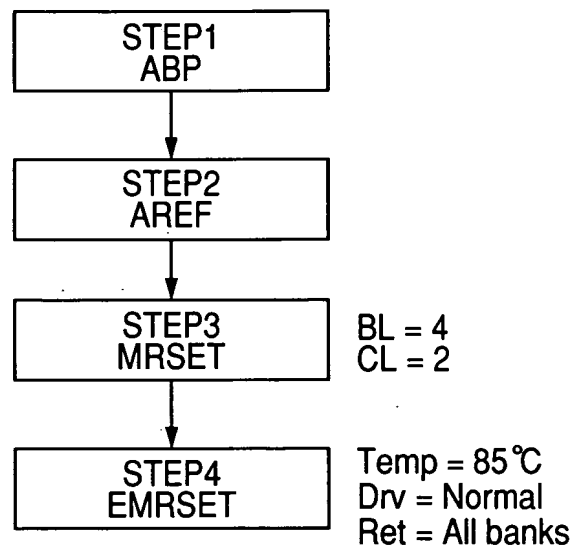 STEP1
ABP
STEP2
AREF
STEP3
MRSET
BL = 4
CL = 2
STEP4
EMRSET
Temp = 85℃
Drv = Normal
Ret = All banks